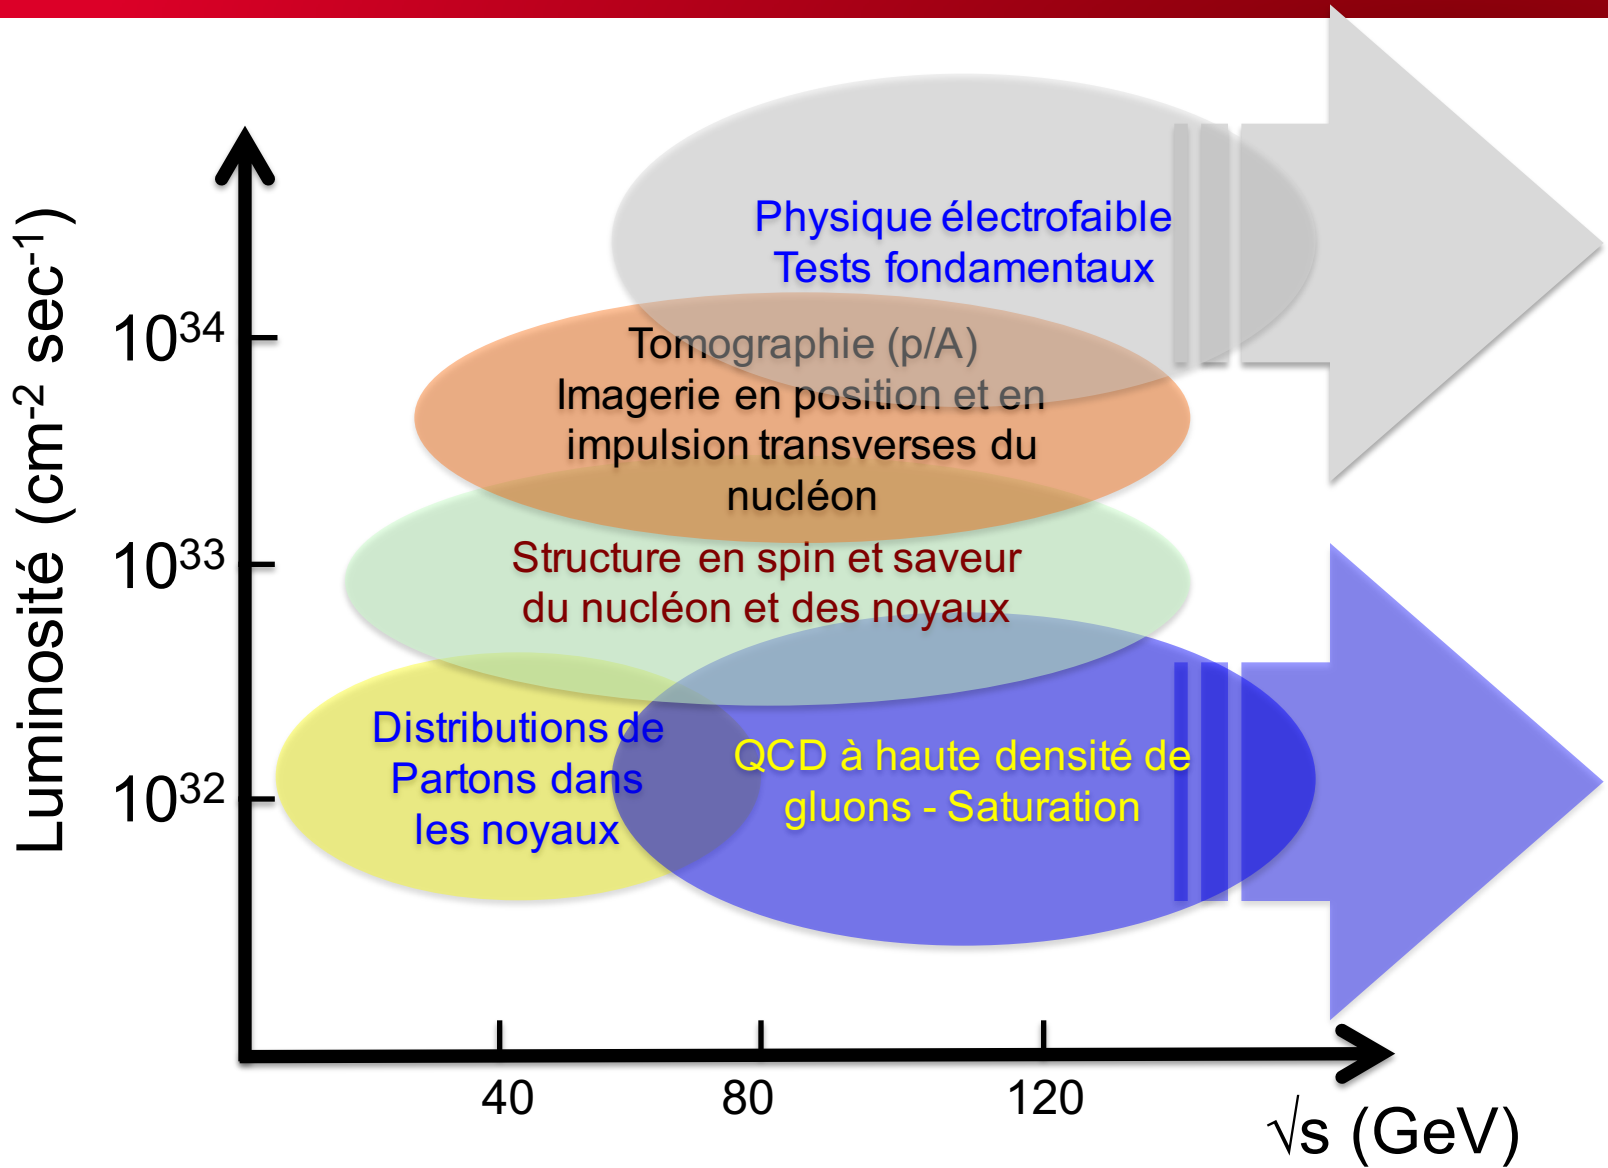 Physique électrofaible
Tests fondamentaux
Tomographie (p/A)
Imagerie en position et en
impulsion transverses du
nucléon
Structure en spin et saveur
du nucléon et des noyaux
Distributions de
Partons dans
les noyaux
QCD à haute densité de
gluons - Saturation
Luminosité (cm⁻² sec⁻¹)
10³⁴
10³³
10³²
40
80
120
√s (GeV)